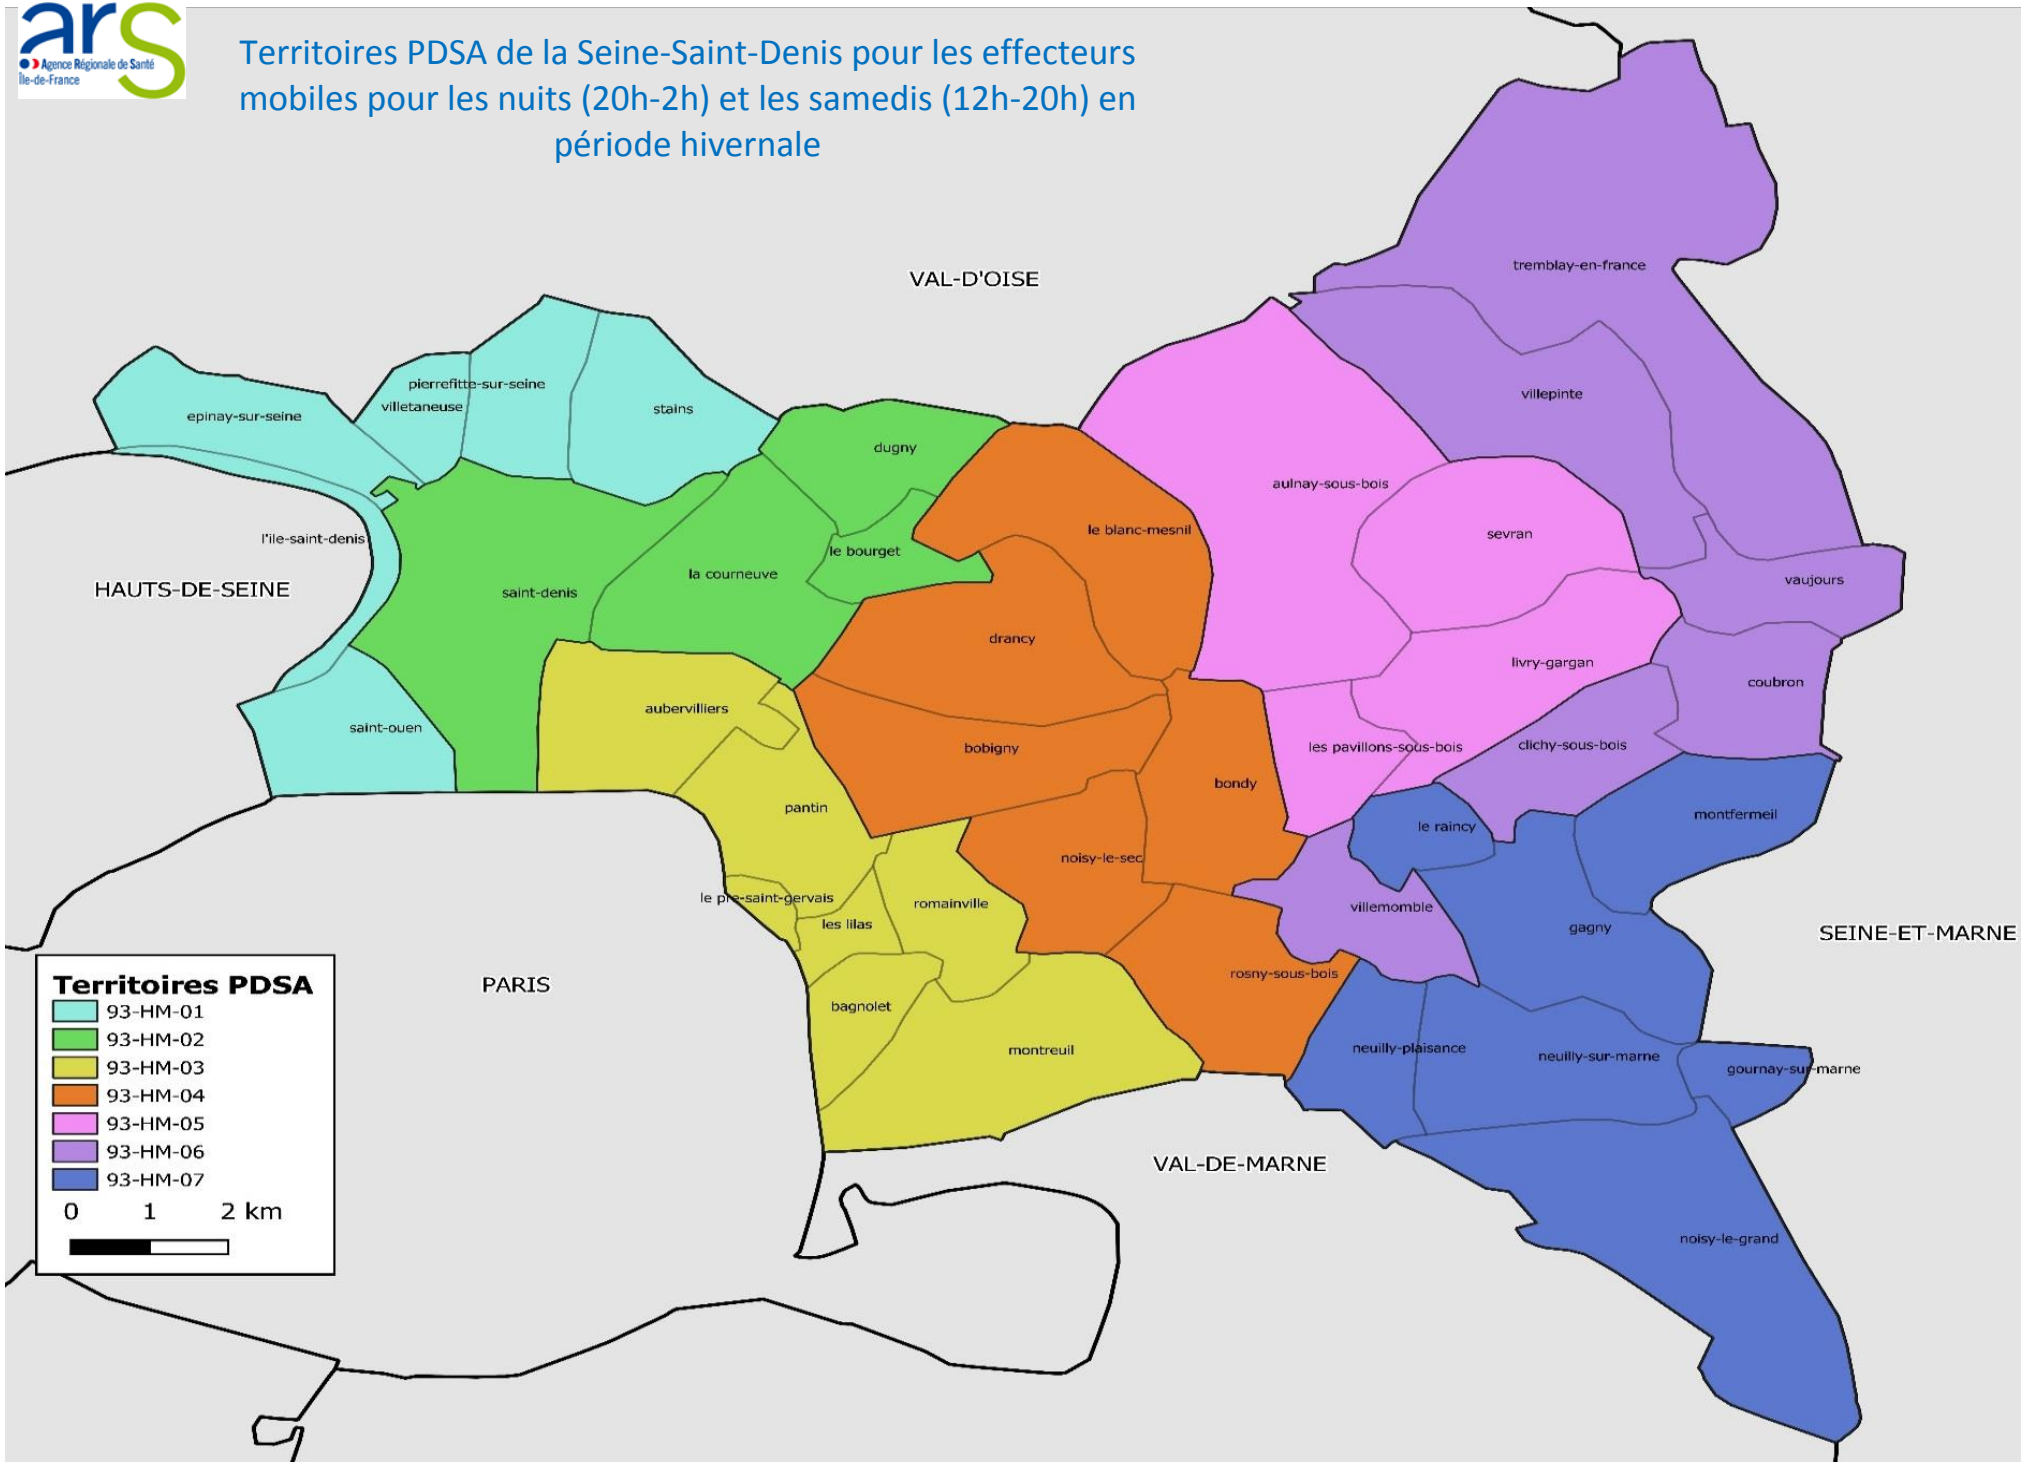 ars
Agence Régionale de Santé
Île-de-France
Territoires PDSA de la Seine-Saint-Denis pour les effecteurs
mobiles pour les nuits (20h-2h) et les samedis (12h-20h) en
période hivernale
VAL-D'OISE
tremblay-en-france
pierrefitte-sur-seine
villetaneuse
epinay-sur-seine
stains
villepinte
dugny
aulnay-sous-bois
l'ile-saint-denis
le blanc-mesnil
sevran
le bourget
HAUTS-DE-SEINE
saint-denis
la courneuve
vaujours
drancy
livry-gargan
coubron
aubervilliers
saint-ouen
bobigny
les pavillons-sous-bois
clichy-sous-bois
bondy
pantin
montfermeil
le raincy
noisy-le-sec
le pre-saint-gervais
romainville
villemomble
les lilas
gagny
SEINE-ET-MARNE
rosny-sous-bois
PARIS
bagnolet
montreuil
neuilly-plaisance
neuilly-sur-marne
gournay-sur-marne
VAL-DE-MARNE
noisy-le-grand
Territoires PDSA
93-HM-01
93-HM-02
93-HM-03
93-HM-04
93-HM-05
93-HM-06
93-HM-07
0 1 2 km